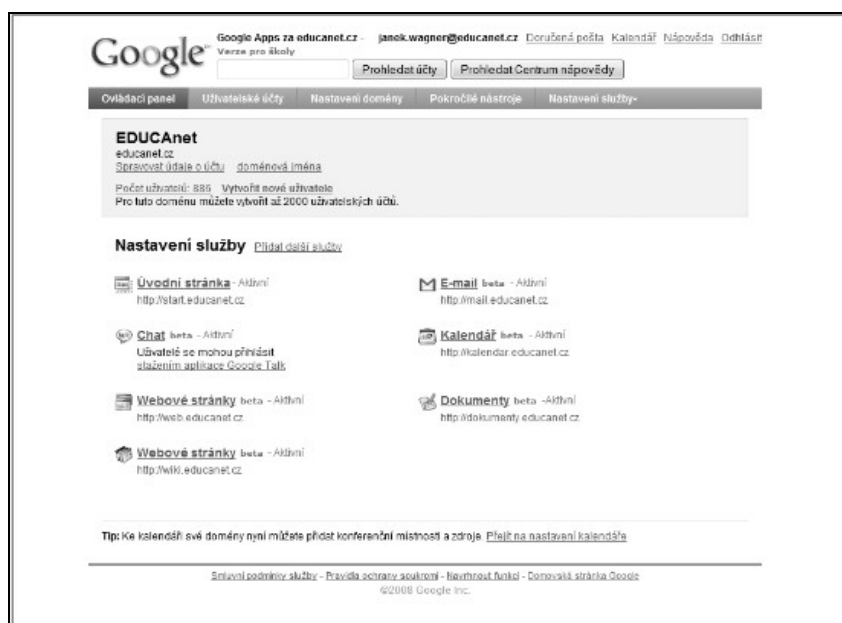 Google™
Google Apps za educanet.cz - janek.wagner@educanet.cz Doručená pošta Kalendář Nápověda Odhlásit
Verze pro školy
Prohledat účty Prohledat Centrum nápovědy
Ovládací panel Uživatelské účty Nastavení domény Pokročilé nástroje Nastavení služby
EDUCAnet
educanet.cz
Spravovat údaje o účtu doménová jména
Počet uživatelů: 886 Vytvořit nové uživatele
Pro tuto doménu můžete vytvořit až 2000 uživatelských účtů.
Nastavení služby Přidat další služby
Úvodní stránka - Aktivní
http://start.educanet.cz
E-mail beta - Aktivní
http://mail.educanet.cz
Chat beta - Aktivní
Uživatelé se mohou přihlásit
stažením aplikace Google Talk
Kalendář beta - Aktivní
http://kalendar.educanet.cz
Webové stránky beta - Aktivní
http://web.educanet.cz
Dokumenty beta -Aktivní
http://dokumenty.educanet.cz
Webové stránky beta - Aktivní
http://wiki.educanet.cz
Tip: Ke kalendáři své domény nyní můžete přidat konferenční místnosti a zdroje. Přejít na nastavení kalendáře
Smluvní podmínky služby - Pravidla ochrany soukromí - Navrhnout funkci - Domovská stránka Google
©2008 Google Inc.